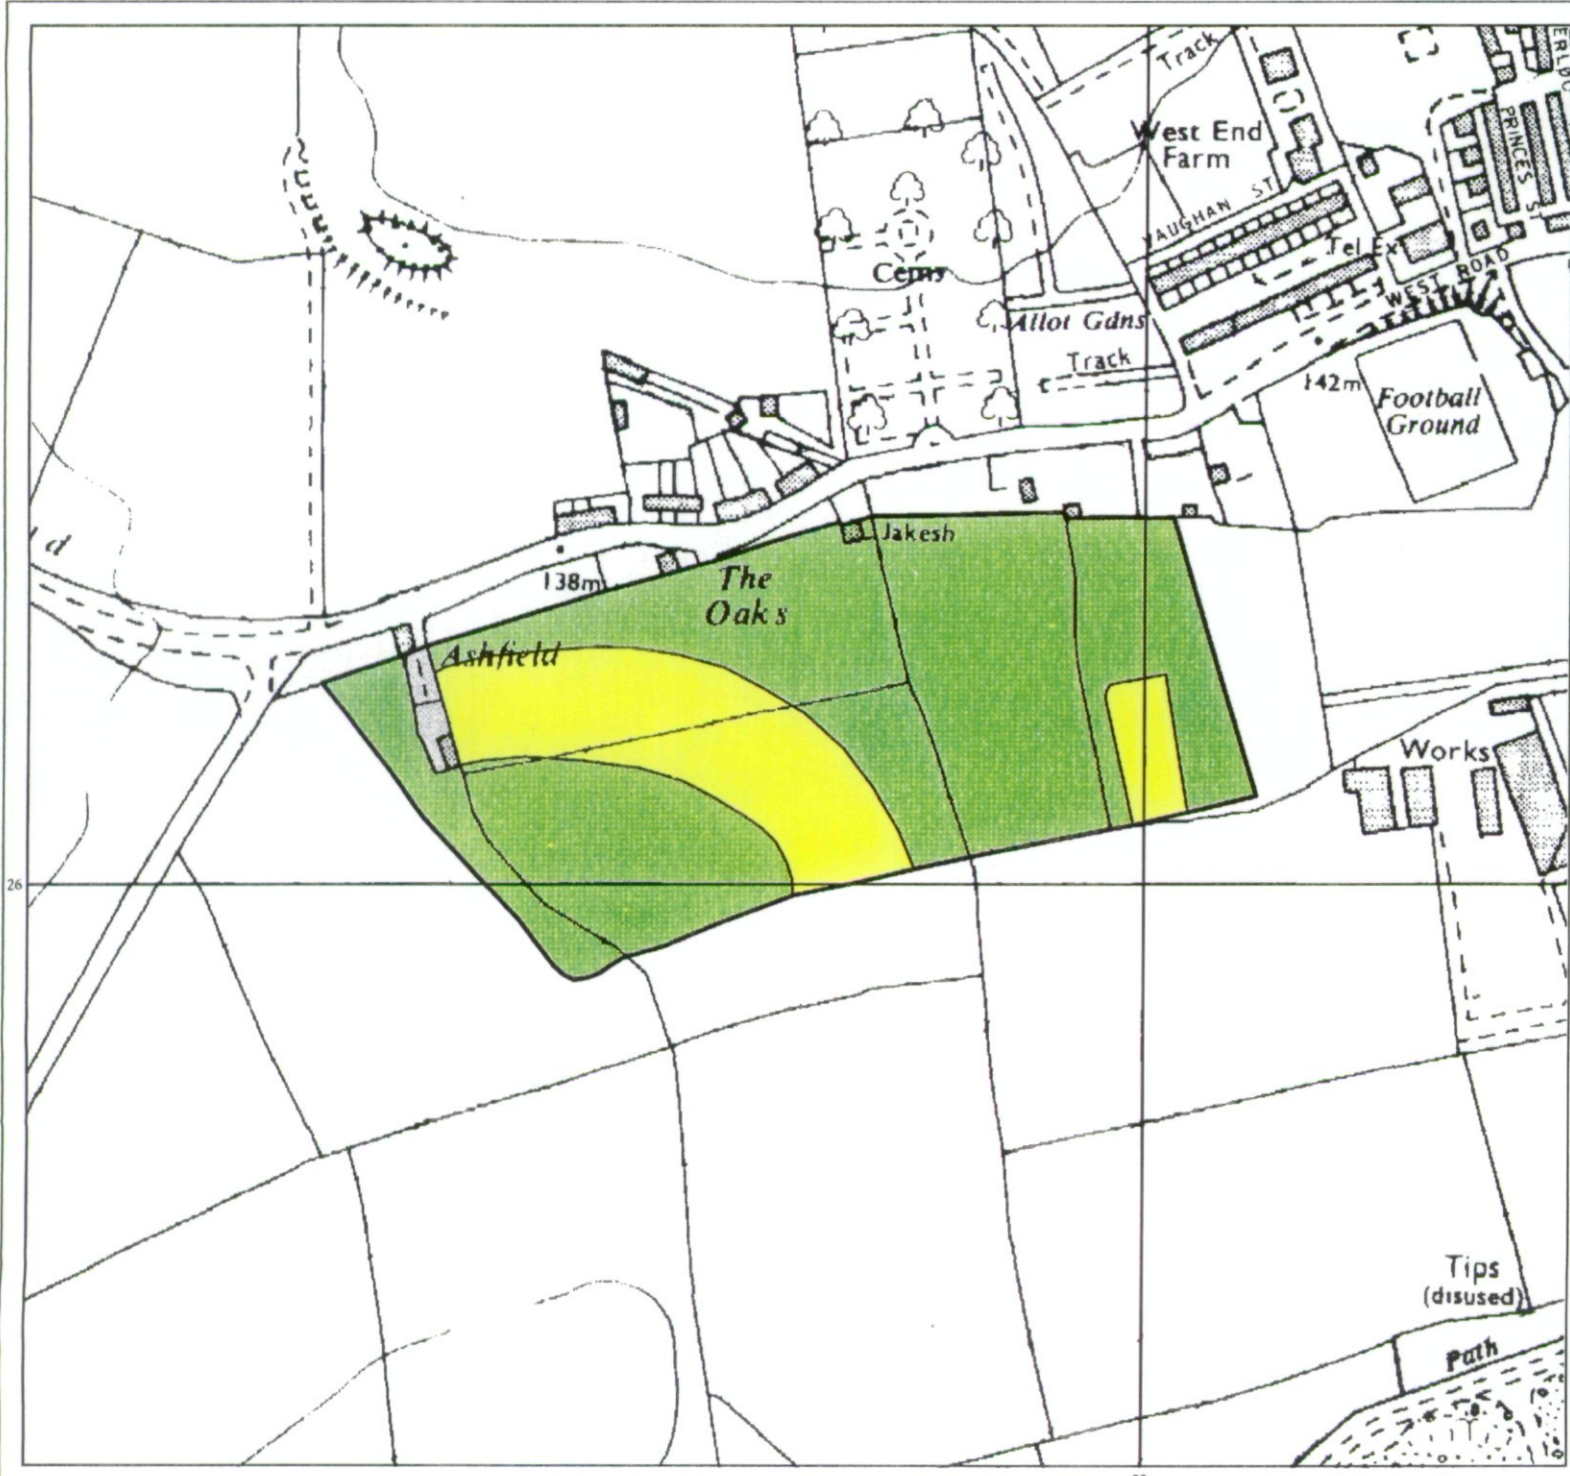 Track
West End
Farm
PRINCES ST
VAUGHAN ST
Tel Ex
WEST ROAD
Cemy
Allot Gdns
Track
142m
Football
Ground
d
Jakesh
138m
The
Oaks
Ashfield
Works
26
Tips
(disused)
Path